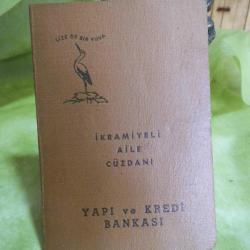 SİZE DE BİR YUVA
İKRAMİYELİ
AİLE
CÜZDANI
YAPI ve KREDİ
BANKASI